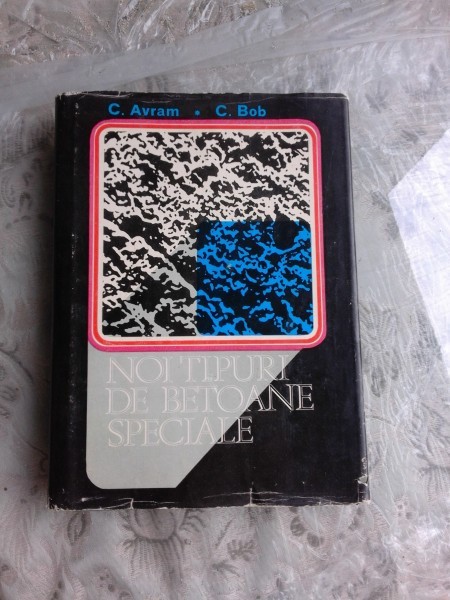 C. Avram • C. Bob
NOI TIPURI
DE BETOANE
SPECIALE